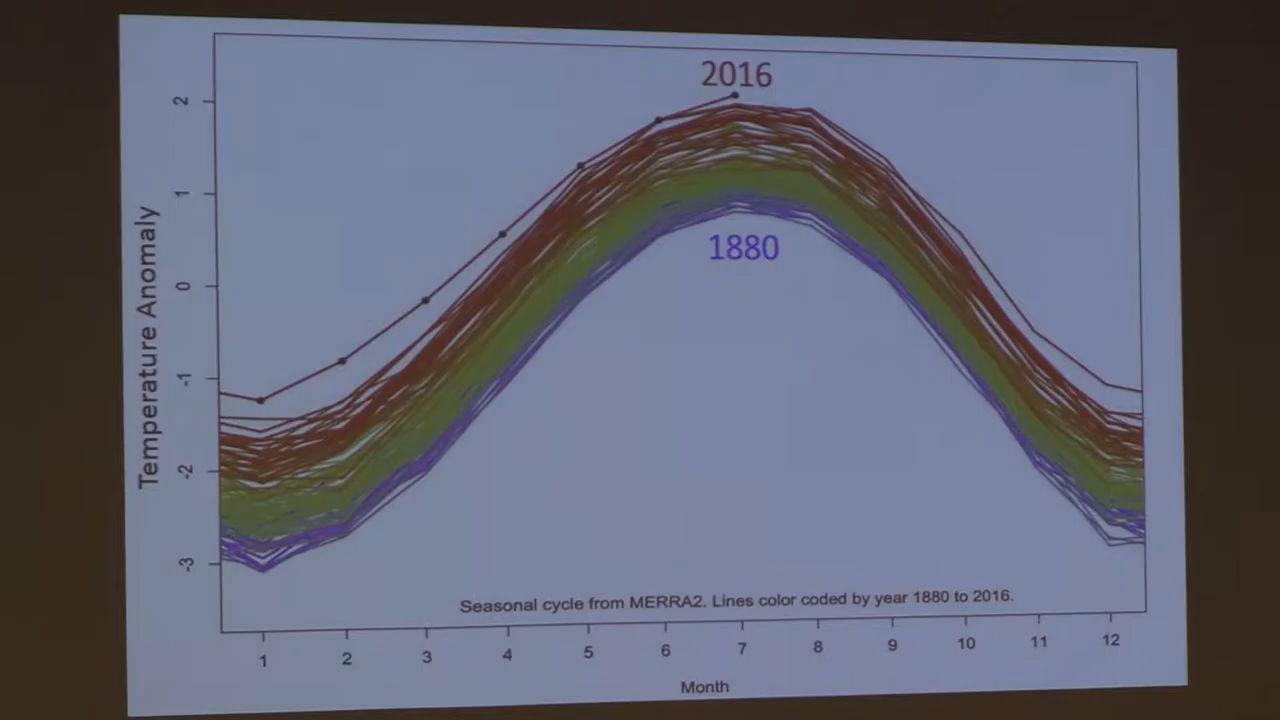 2016
2
1
1880
0
Temperature Anomaly
-1
-2
-3
Seasonal cycle from MERRA2. Lines color coded by year 1880 to 2016.
1 2 3 4 5 6 7 8 9 10 11 12
Month